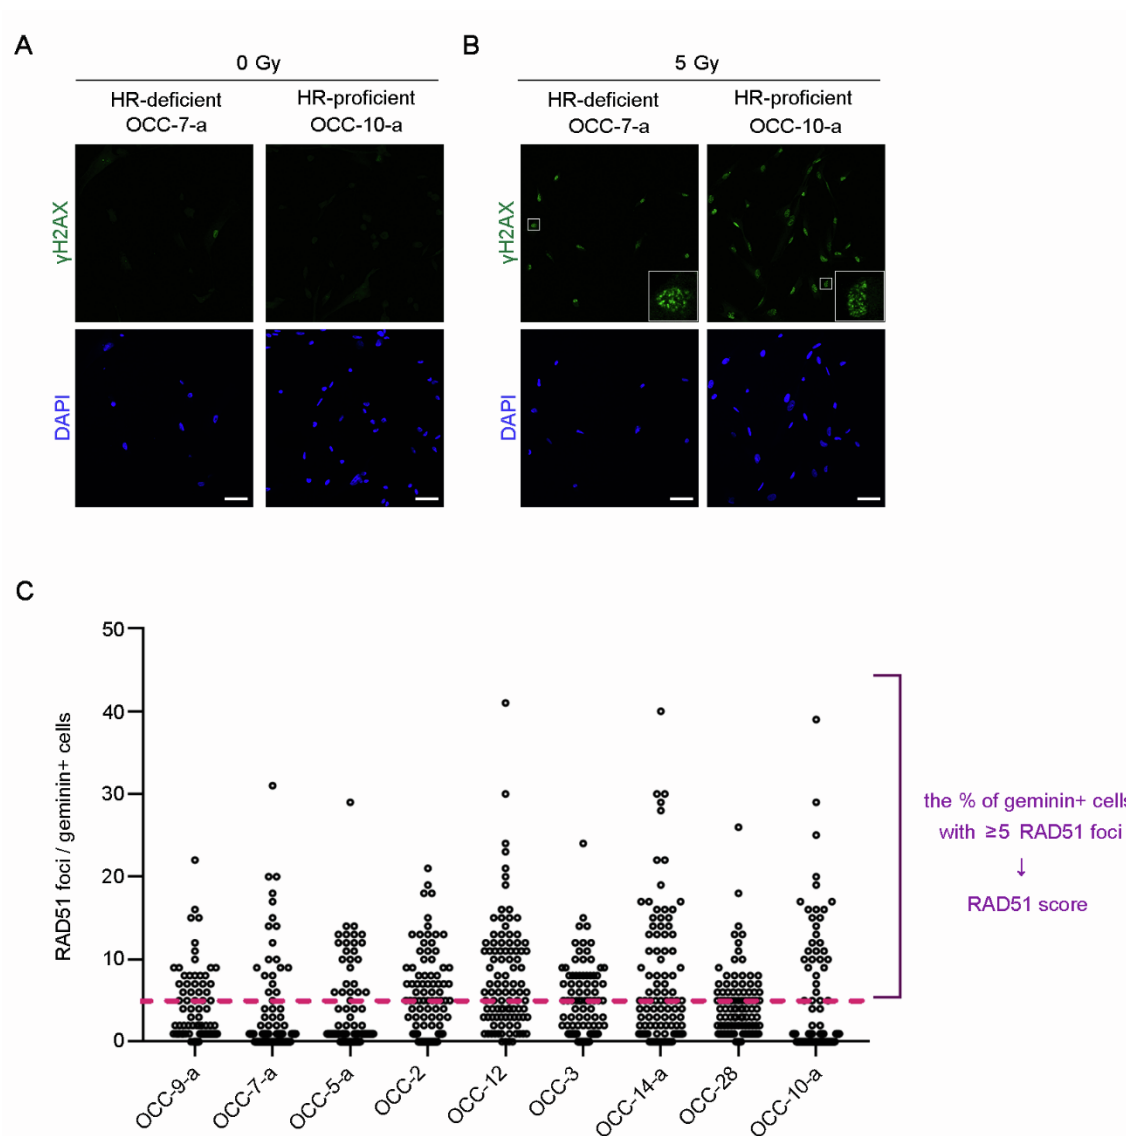 A
B
0 Gy
5 Gy
HR-deficient
OCC-7-a
HR-proficient
OCC-10-a
HR-deficient
OCC-7-a
HR-proficient
OCC-10-a
γH2AX
γH2AX
DAPI
DAPI
C
RAD51 foci / geminin+ cells
50
40
30
20
10
0
OCC-9-a
OCC-7-a
OCC-5-a
OCC-2
OCC-12
OCC-3
OCC-14-a
OCC-28
OCC-10-a
the % of geminin+ cells
with ≥5 RAD51 foci
↓
RAD51 score